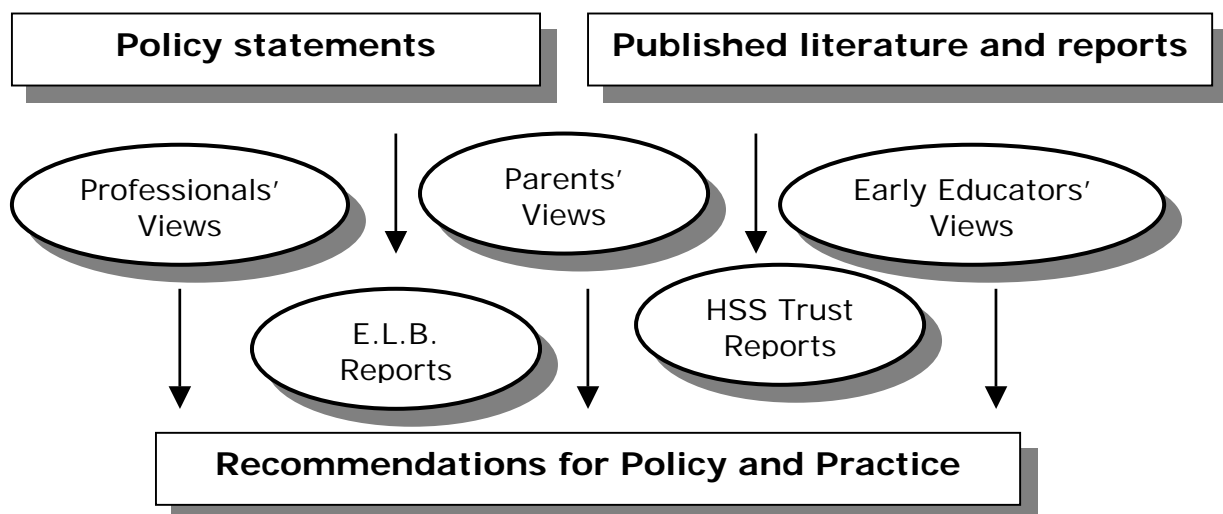 Policy statements
Published literature and reports
Professionals’
Views
Parents’
Views
Early Educators’
Views
E.L.B.
Reports
HSS Trust
Reports
Recommendations for Policy and Practice